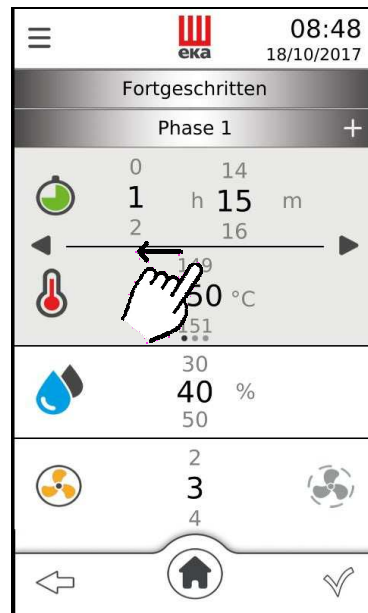 08:48
eka 18/10/2017
Fortgeschritten
Phase 1 +
0 14
1 h 15 m
2 16
149
50 °C
151
30
40 %
50
2
3
4